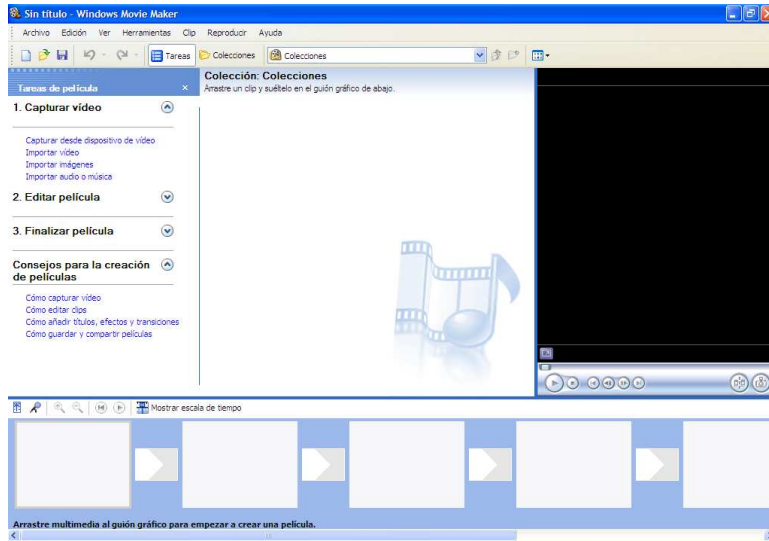 Sin título - Windows Movie Maker
Archivo Edición Ver Herramientas Clip Reproducir Ayuda
Tareas Colecciones Colecciones
Tareas de película
Colección: Colecciones
Arrastre un clip y suéltelo en el guión gráfico de abajo.
1. Capturar vídeo
Capturar desde dispositivo de vídeo
Importar vídeo
Importar imágenes
Importar audio o música
2. Editar película
3. Finalizar película
Consejos para la creación
de películas
Cómo capturar vídeo
Cómo editar clips
Cómo añadir títulos, efectos y transiciones
Cómo guardar y compartir películas
Mostrar escala de tiempo
Arrastre multimedia al guión gráfico para empezar a crear una película.